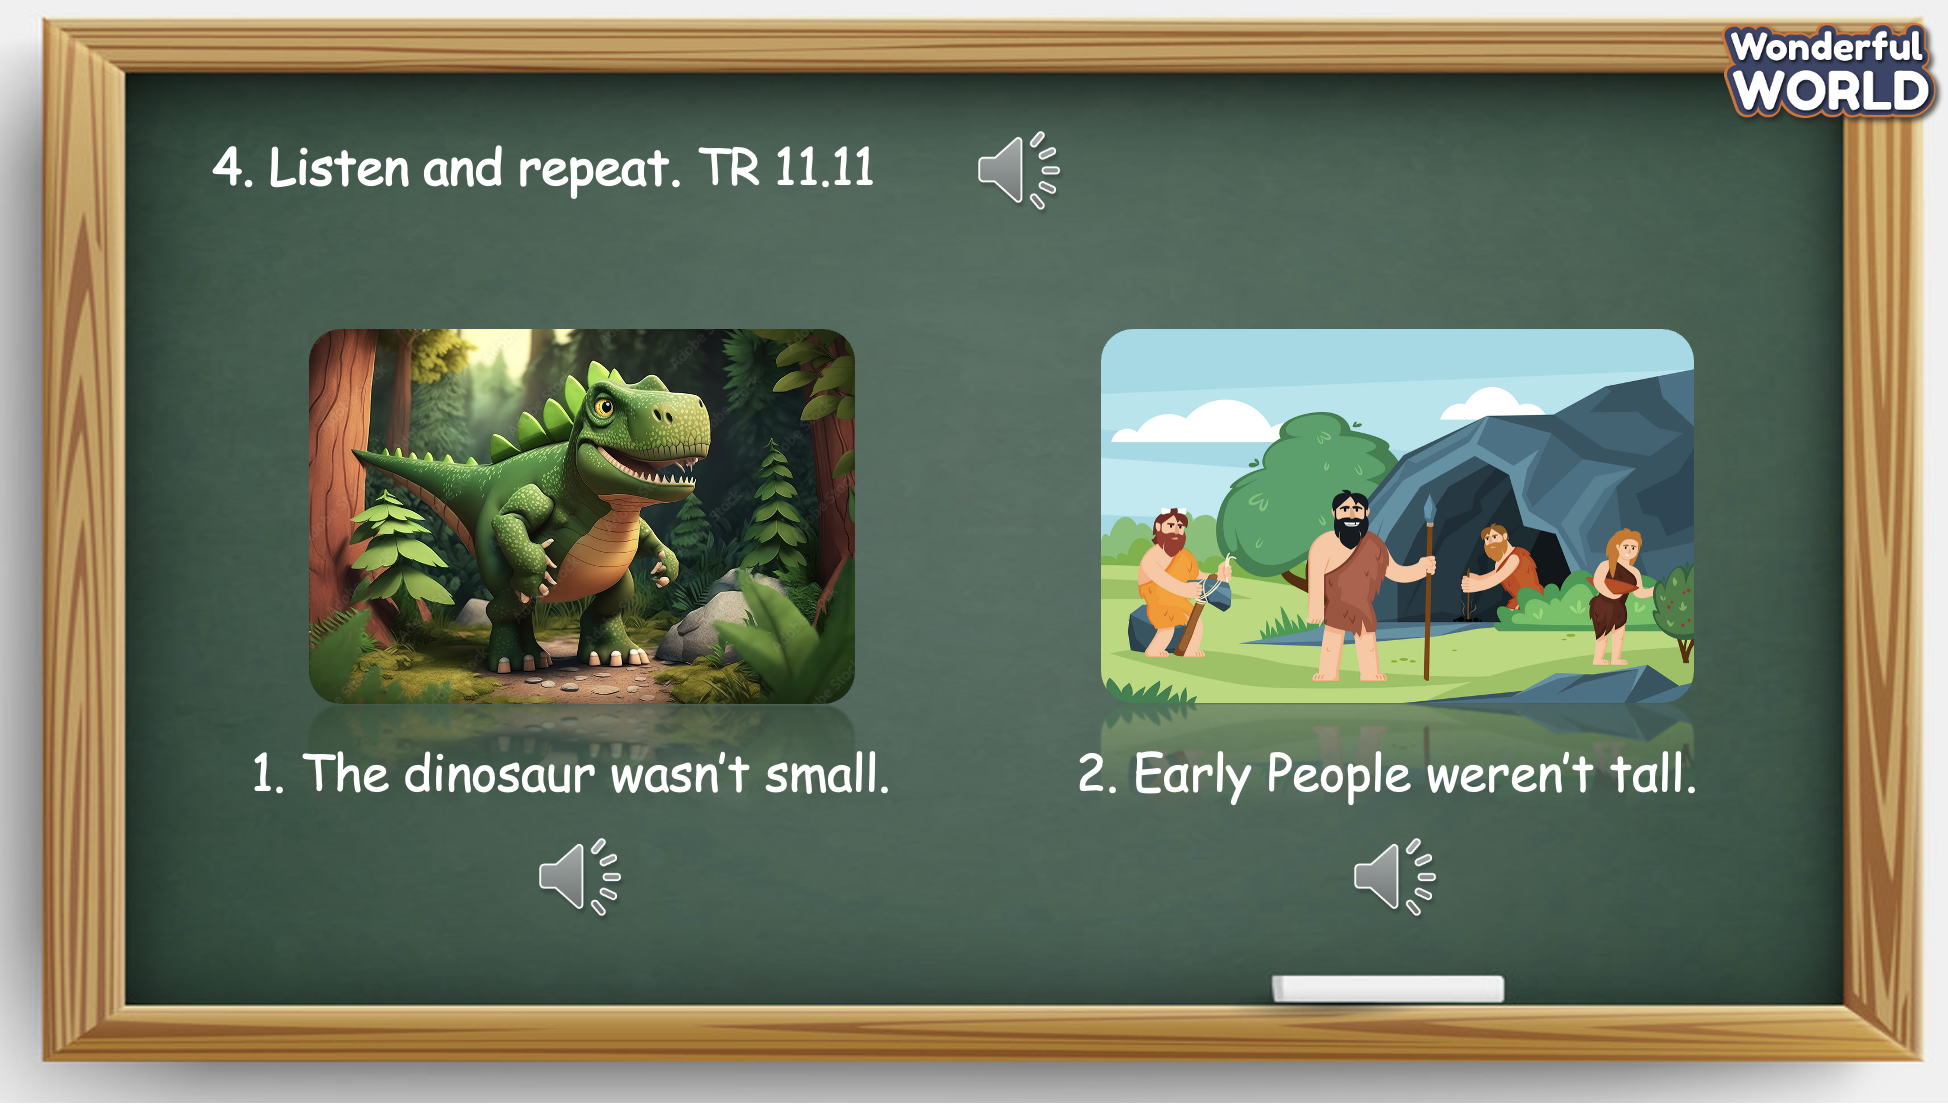 Wonderful
WORLD
4. Listen and repeat. TR 11.11
1. The dinosaur wasn't small.
2. Early People weren't tall.